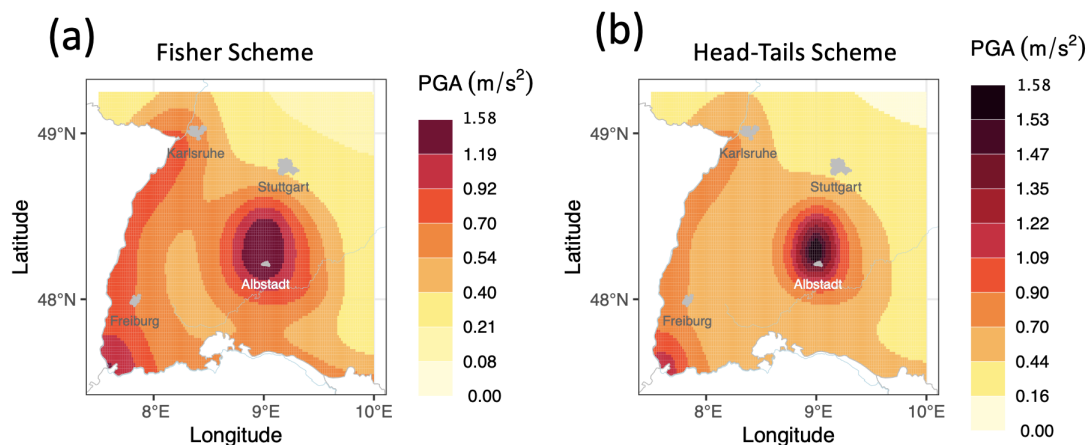 (a)
Fisher Scheme
PGA (m/s²)
1.58
1.19
0.92
0.70
0.54
0.40
0.21
0.08
0.00
49°N
48°N
Latitude
Karlsruhe
Stuttgart
Albstadt
Freiburg
8°E 9°E 10°E
Longitude
(b)
Head-Tails Scheme
PGA (m/s²)
1.58
1.53
1.47
1.35
1.22
1.00
0.90
0.70
0.44
0.16
0.00
49°N
48°N
Latitude
Karlsruhe
Stuttgart
Albstadt
Freiburg
8°E 9°E 10°E
Longitude